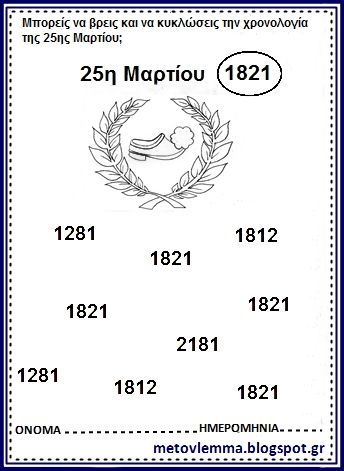 Μπορείς να βρεις και να κυκλώσεις την χρονολογία
της 25ης Μαρτίου;
25η Μαρτίου 1821
1281 1812
1821
1821 1821
2181
1281 1812 1821
ΟΝΟΜΑ ΗΜΕΡΟΜΗΝΙΑ
metovlemma.blogspot.gr